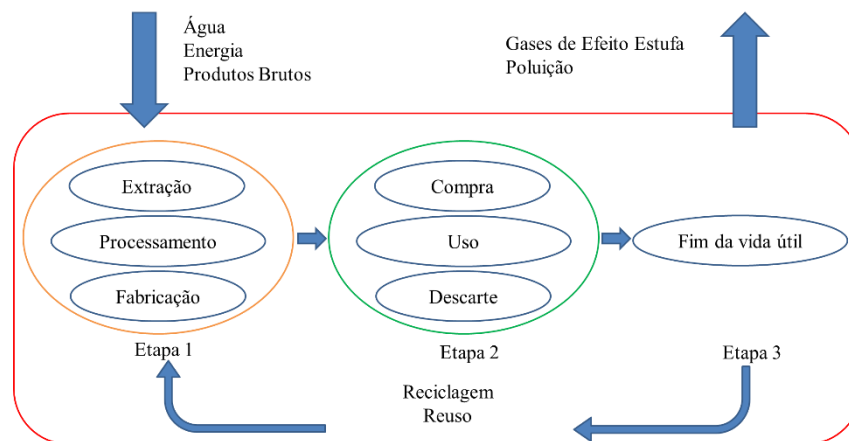 Água
Energia
Produtos Brutos
Gases de Efeito Estufa
Poluição
Extração
Processamento
Fabricação
Etapa 1
Compra
Uso
Descarte
Etapa 2
Fim da vida útil
Etapa 3
Reciclagem
Reuso